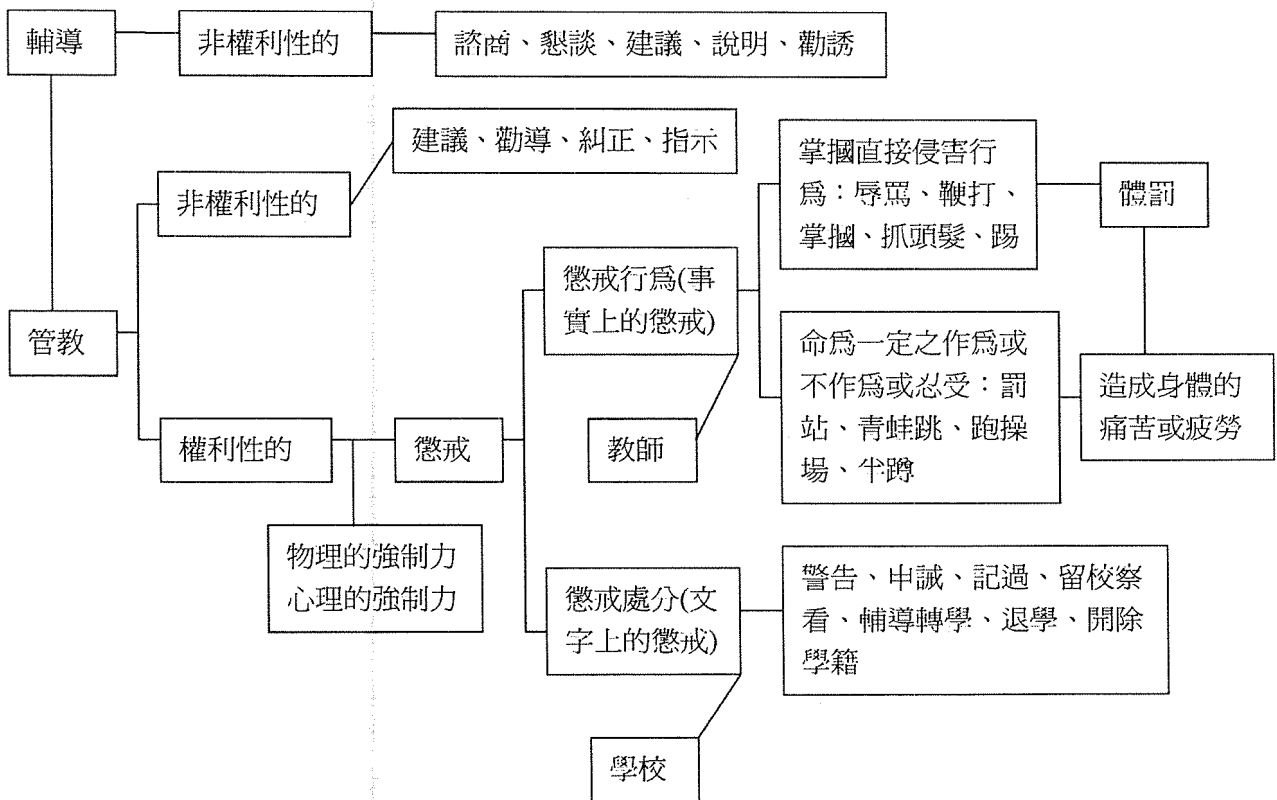 輔導
非權利性的
諮商、懇談、建議、說明、勸誘
建議、勸導、糾正、指示
非權利性的
管教
權利性的
物理的強制力
心理的強制力
懲戒
懲戒行為(事
實上的懲戒)
教師
掌摑直接侵害行
為：辱罵、鞭打、
掌摑、抓頭髮、踢
體罰
命為一定之作為或
不作為或忍受：罰
站、青蛙跳、跑操
場、半蹲
造成身體的
痛苦或疲勞
懲戒處分(文
字上的懲戒)
學校
警告、申誡、記過、留校察
看、輔導轉學、退學、開除
學籍